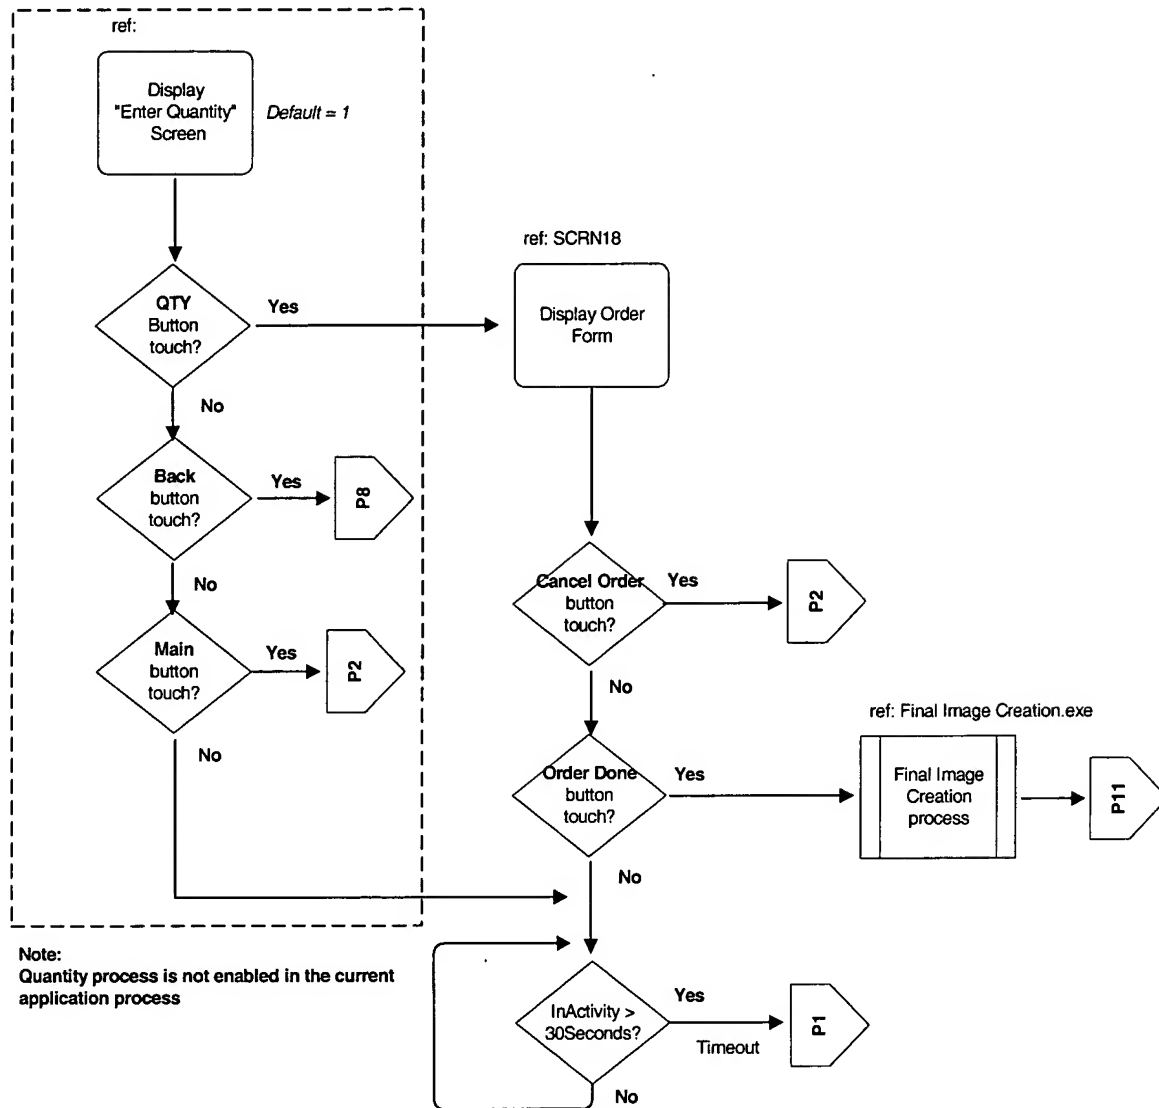 ref:
Display
"Enter Quantity"
Screen
Default = 1
QTY
Button
touch?
Yes
No
Back
button
touch?
Yes
P8
No
Main
button
touch?
Yes
P2
No
Note:
Quantity process is not enabled in the current
application process
ref: SCRN18
Display Order
Form
Cancel Order
button
touch?
Yes
P2
No
Order Done
button
touch?
Yes
ref: Final Image Creation.exe
Final Image
Creation
process
P11
No
InActivity >
30Seconds?
Yes
Timeout
P1
No